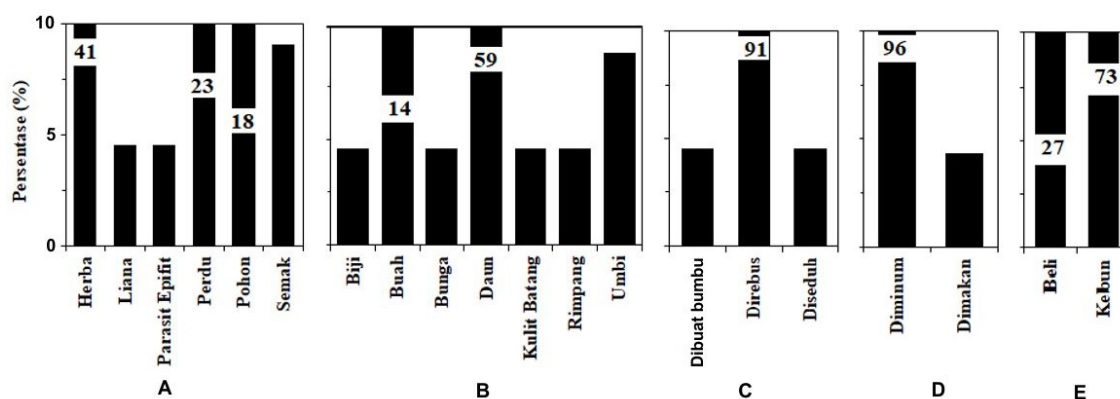 Persentase (%)
10
5
0
41
23
18
Herba
Liana
Parasit Epifit
Perdu
Pohon
Semak
A
14
59
Biji
Buah
Bunga
Daun
Kulit Batang
Rimpang
Umbi
B
91
Dibuat bumbu
Direbus
Diseduh
C
96
Diminum
Dimakan
D
27
73
Beli
Kebun
E